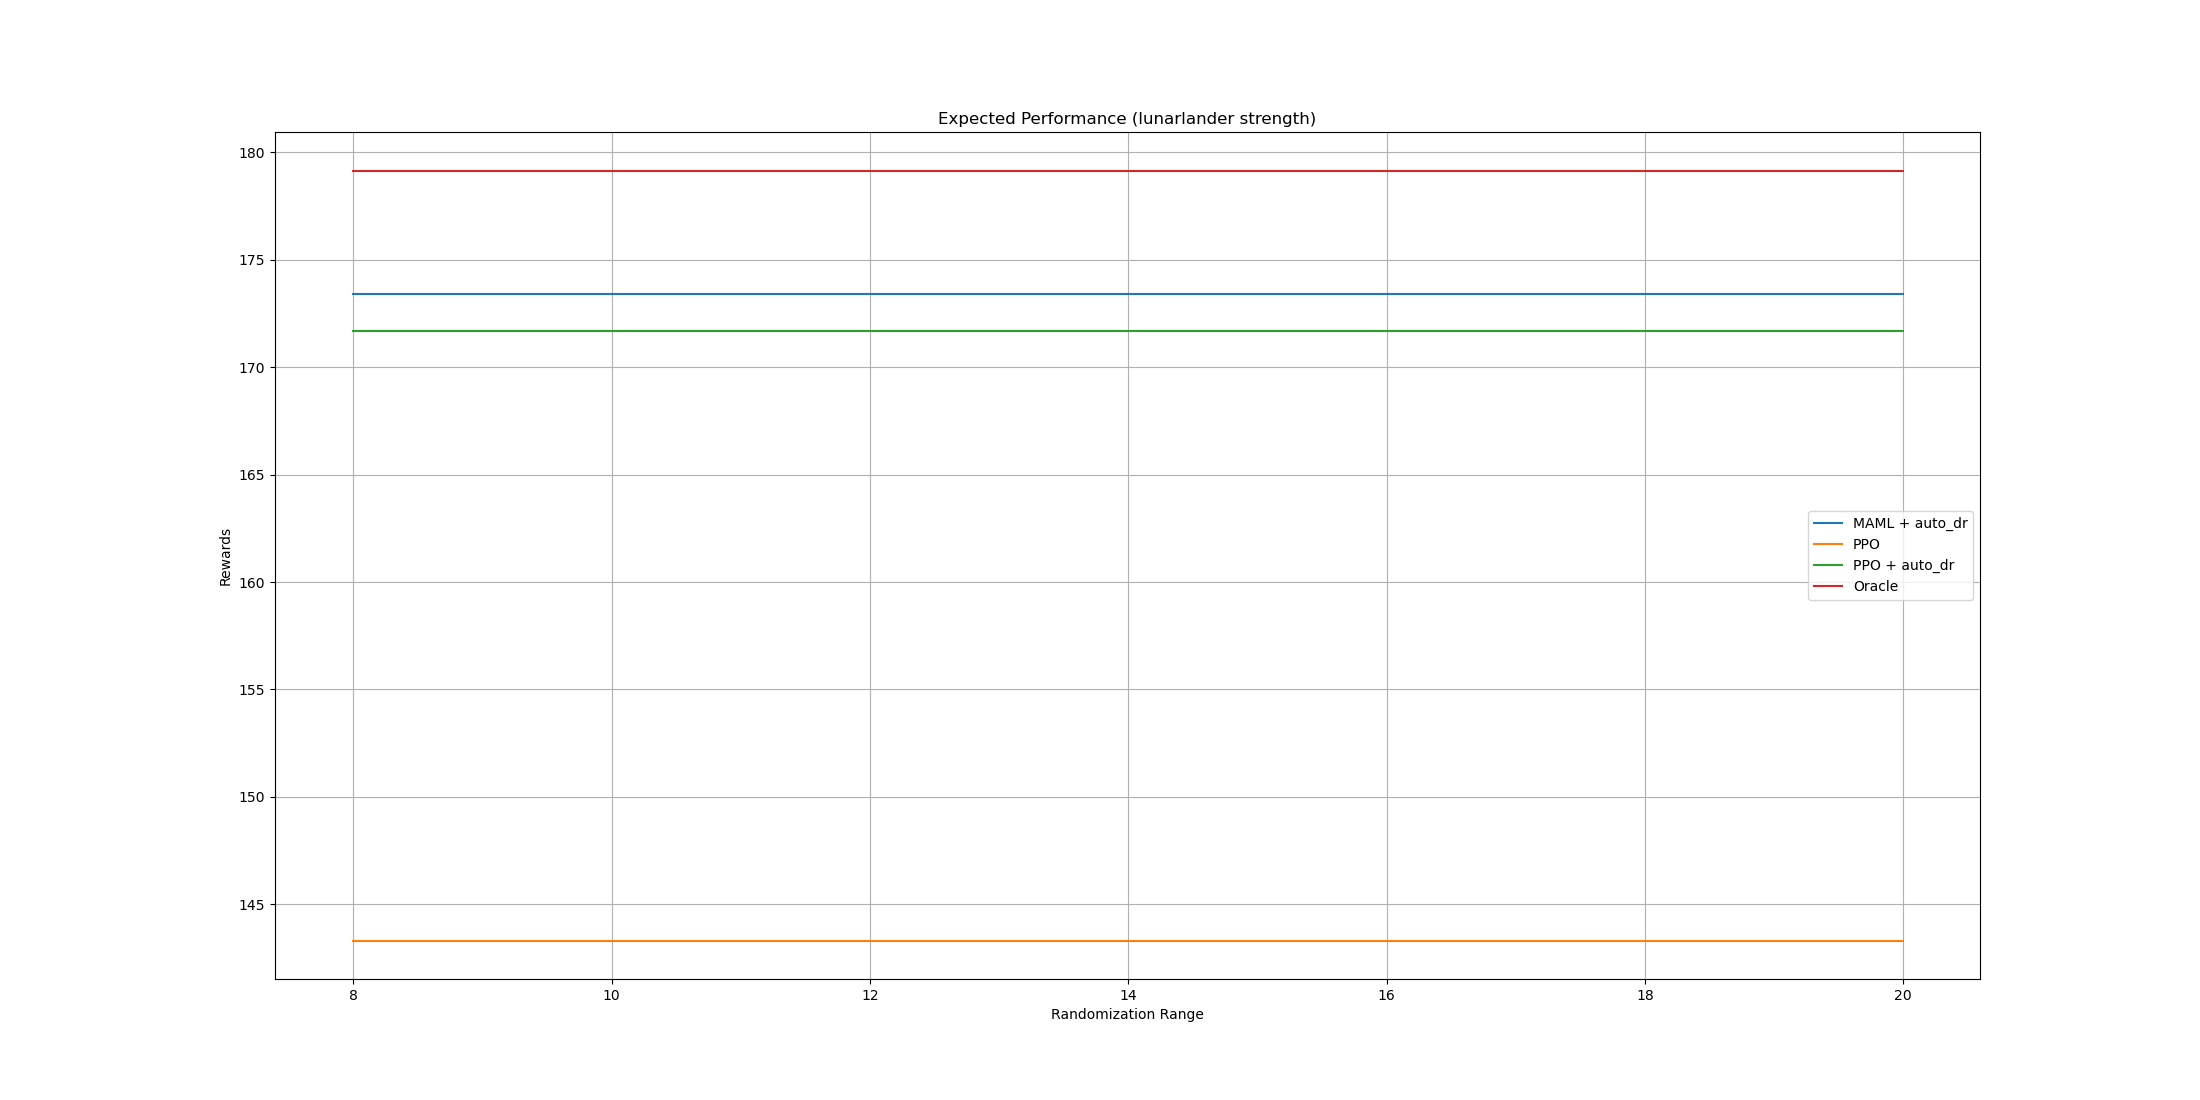 Expected Performance (lunarlander strength)
180
175
170
165
160
155
150
145
Rewards
MAML + auto_dr
PPO
PPO + auto_dr
Oracle
8 10 12 14 16 18 20
Randomization Range